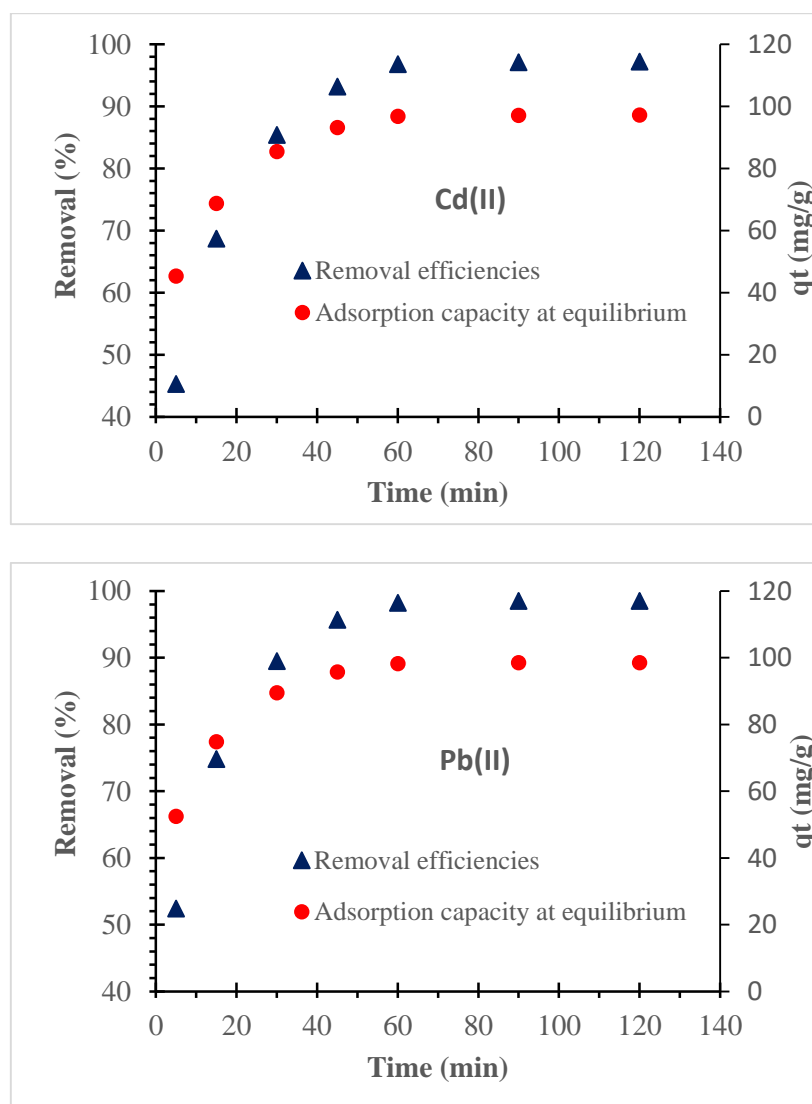 100
90
80
70
60
50
40
Removal (%)
120
100
80
60
40
20
0
qt (mg/g)
Cd(II)
Removal efficiencies
Adsorption capacity at equilibrium
0 20 40 60 80 100 120 140
Time (min)
100
90
80
70
60
50
40
Removal (%)
120
100
80
60
40
20
0
qt (mg/g)
Pb(II)
Removal efficiencies
Adsorption capacity at equilibrium
0 20 40 60 80 100 120 140
Time (min)